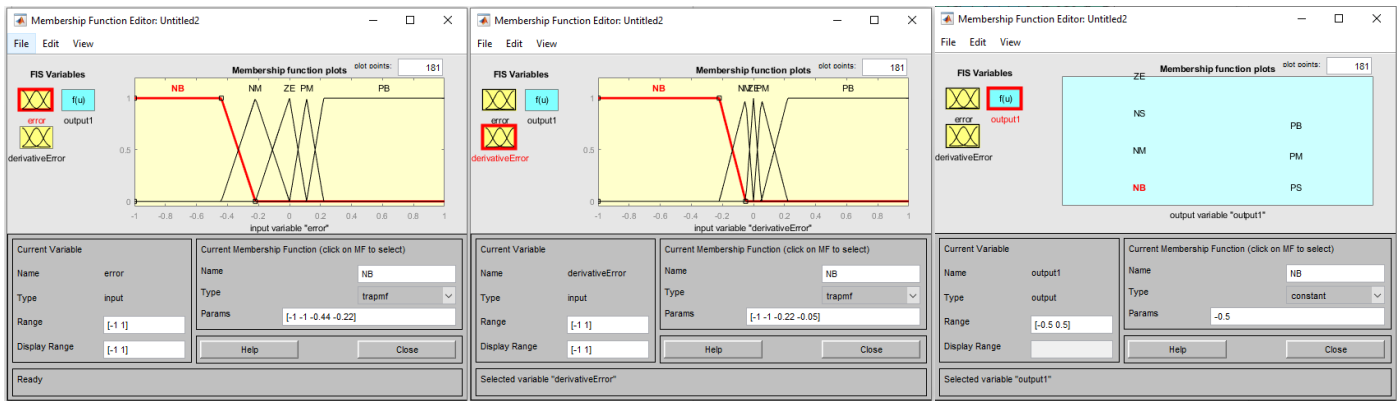 Membership Function Editor: Untitled2
File Edit View
FIS Variables
f(u)
error output1
derivativeError
Membership function plots plot points: 181
NB NM ZE PM PB
1
0.5
0
-1 -0.8 -0.6 -0.4 -0.2 0 0.2 0.4 0.6 0.8 1
input variable "error"
Current Variable
Name error
Type input
Range [-1 1]
Display Range [-1 1]
Current Membership Function (click on MF to select)
Name NB
Type trapmf
Params [-1 -1 -0.44 -0.22]
Help Close
Ready
Membership Function Editor: Untitled2
File Edit View
FIS Variables
f(u)
error output1
derivativeError
Membership function plots plot points: 181
NB NM ZE PM PB
1
0.5
0
-1 -0.8 -0.6 -0.4 -0.2 0 0.2 0.4 0.6 0.8 1
input variable "derivativeError"
Current Variable
Name derivativeError
Type input
Range [-1 1]
Display Range [-1 1]
Current Membership Function (click on MF to select)
Name NB
Type trapmf
Params [-1 -1 -0.22 -0.05]
Help Close
Selected variable "derivativeError"
Membership Function Editor: Untitled2
File Edit View
FIS Variables
f(u)
error output1
derivativeError
Membership function plots plot points: 181
ZE
NS
PB
NM
PM
NB
PS
output variable "output1"
Current Variable
Name output1
Type output
Range [-0.5 0.5]
Display Range
Current Membership Function (click on MF to select)
Name NB
Type constant
Params -0.5
Help Close
Selected variable "output1"